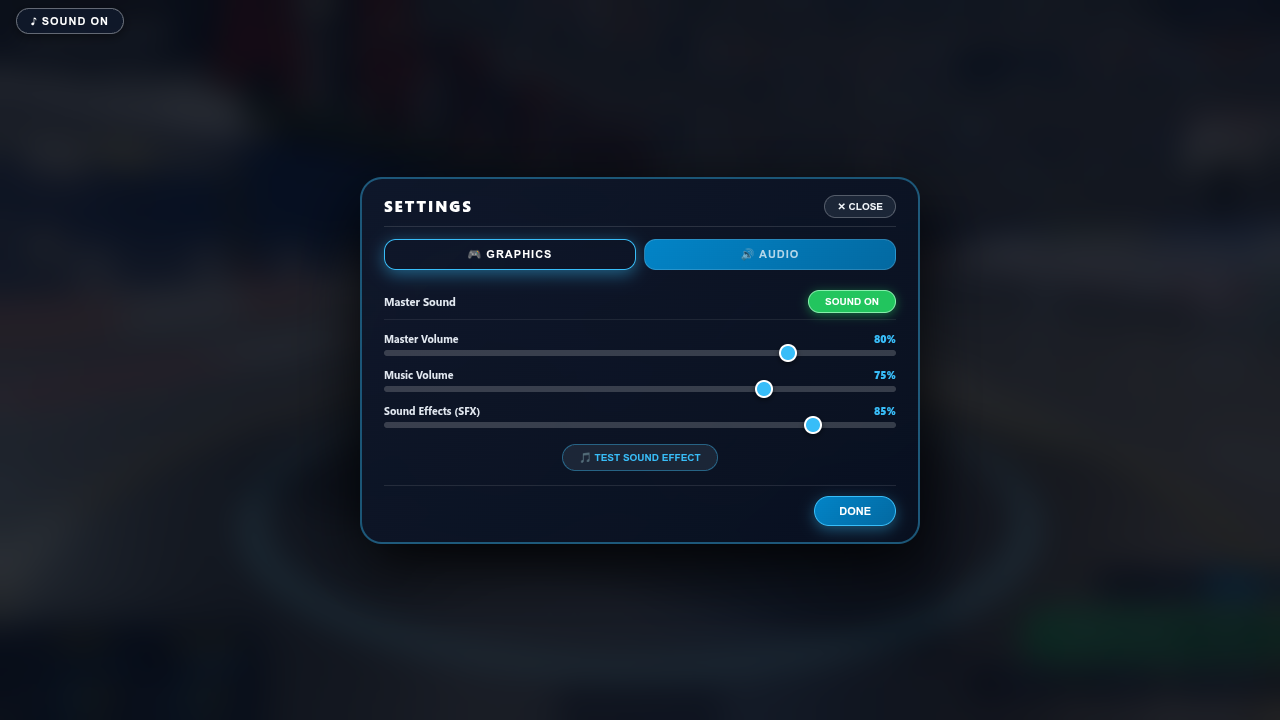 ♪ SOUND ON
SETTINGS
✕ CLOSE
🎮 GRAPHICS
🔊 AUDIO
Master Sound
SOUND ON
Master Volume
80%
Music Volume
75%
Sound Effects (SFX)
85%
🎵 TEST SOUND EFFECT
DONE